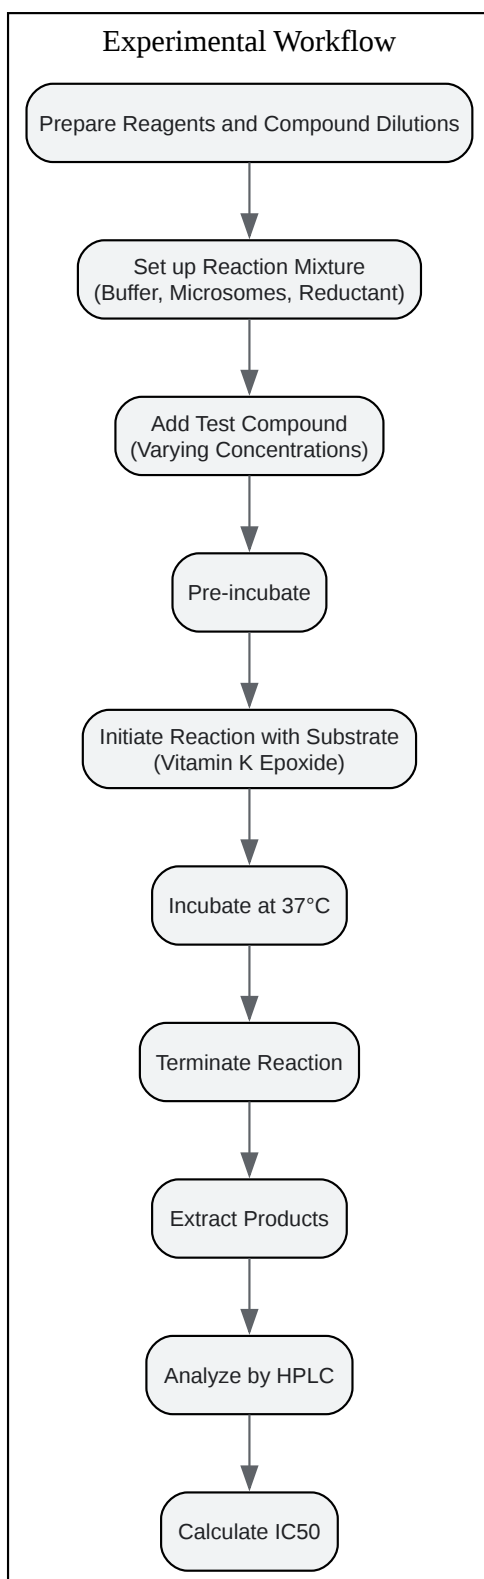 Experimental Workflow
Prepare Reagents and Compound Dilutions
Set up Reaction Mixture
(Buffer, Microsomes, Reductant)
Add Test Compound
(Varying Concentrations)
Pre-incubate
Initiate Reaction with Substrate
(Vitamin K Epoxide)
Incubate at 37°C
Terminate Reaction
Extract Products
Analyze by HPLC
Calculate IC50